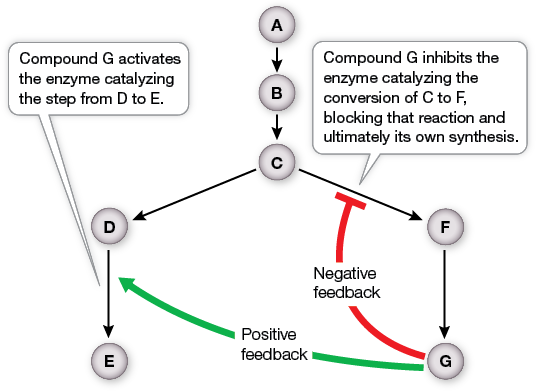 A
Compound G activates
the enzyme catalyzing
the step from D to E.
Compound G inhibits the
enzyme catalyzing the
conversion of C to F,
blocking that reaction and
ultimately its own synthesis.
B
C
D
F
Negative
feedback
Positive
feedback
E
G